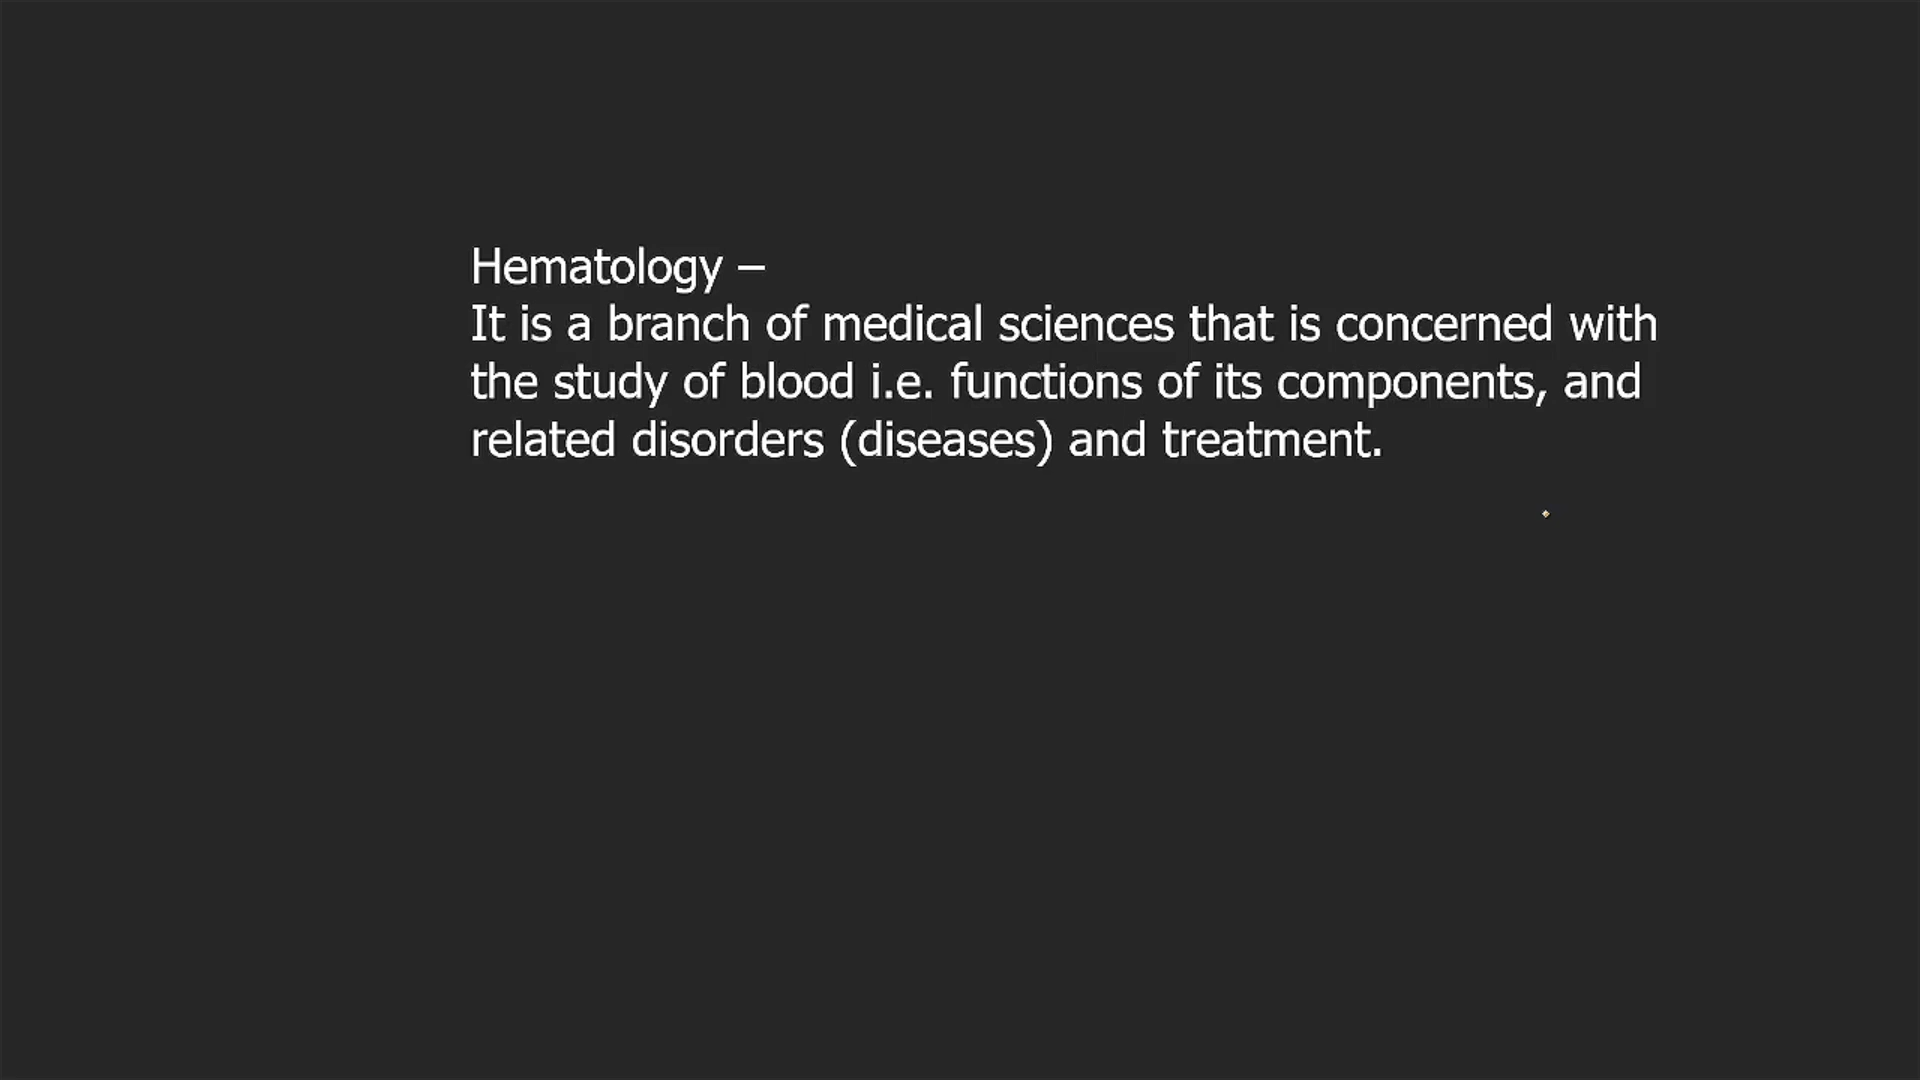 Hematology –
It is a branch of medical sciences that is concerned with
the study of blood i.e. functions of its components, and
related disorders (diseases) and treatment.